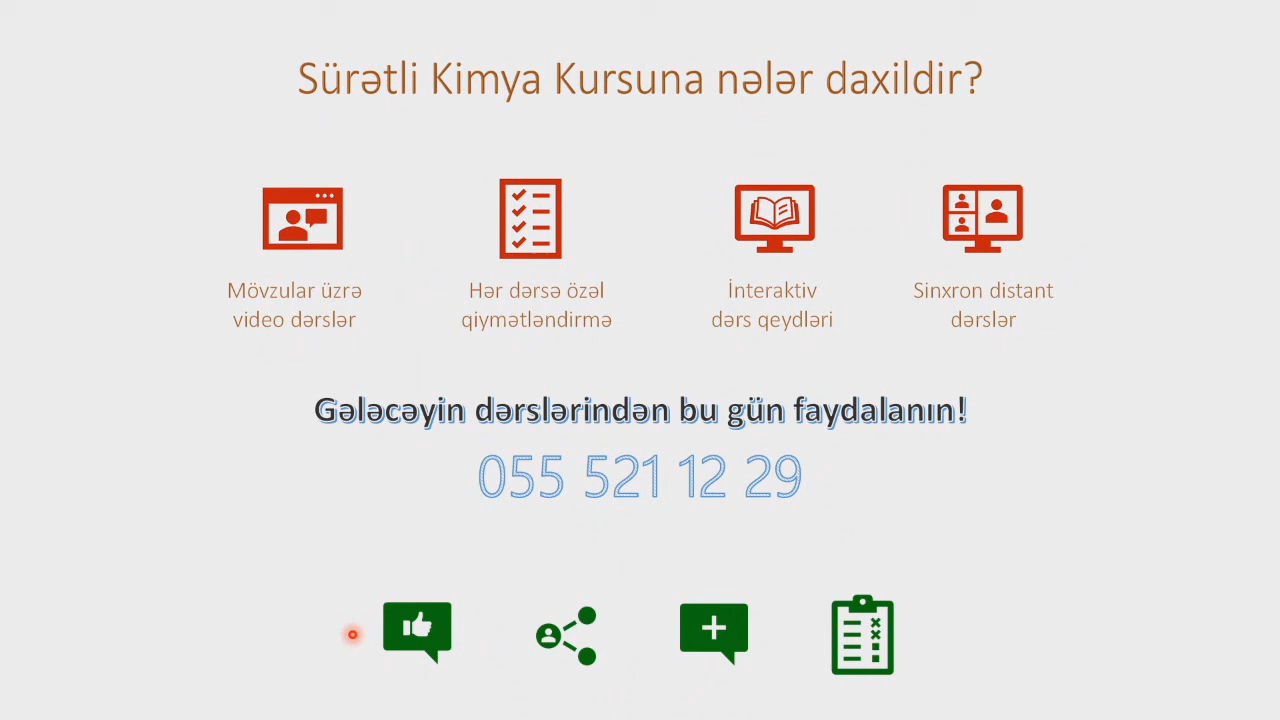 Sürətli Kimya Kursuna nələr daxildir?
Mövzular üzrə
video dərslər
Hər dərsə özəl
qiymətləndirmə
İnteraktiv
dərs qeydləri
Sinxron distant
dərslər
Gələcəyin dərslərindən bu gün faydalanın!
055 521 12 29